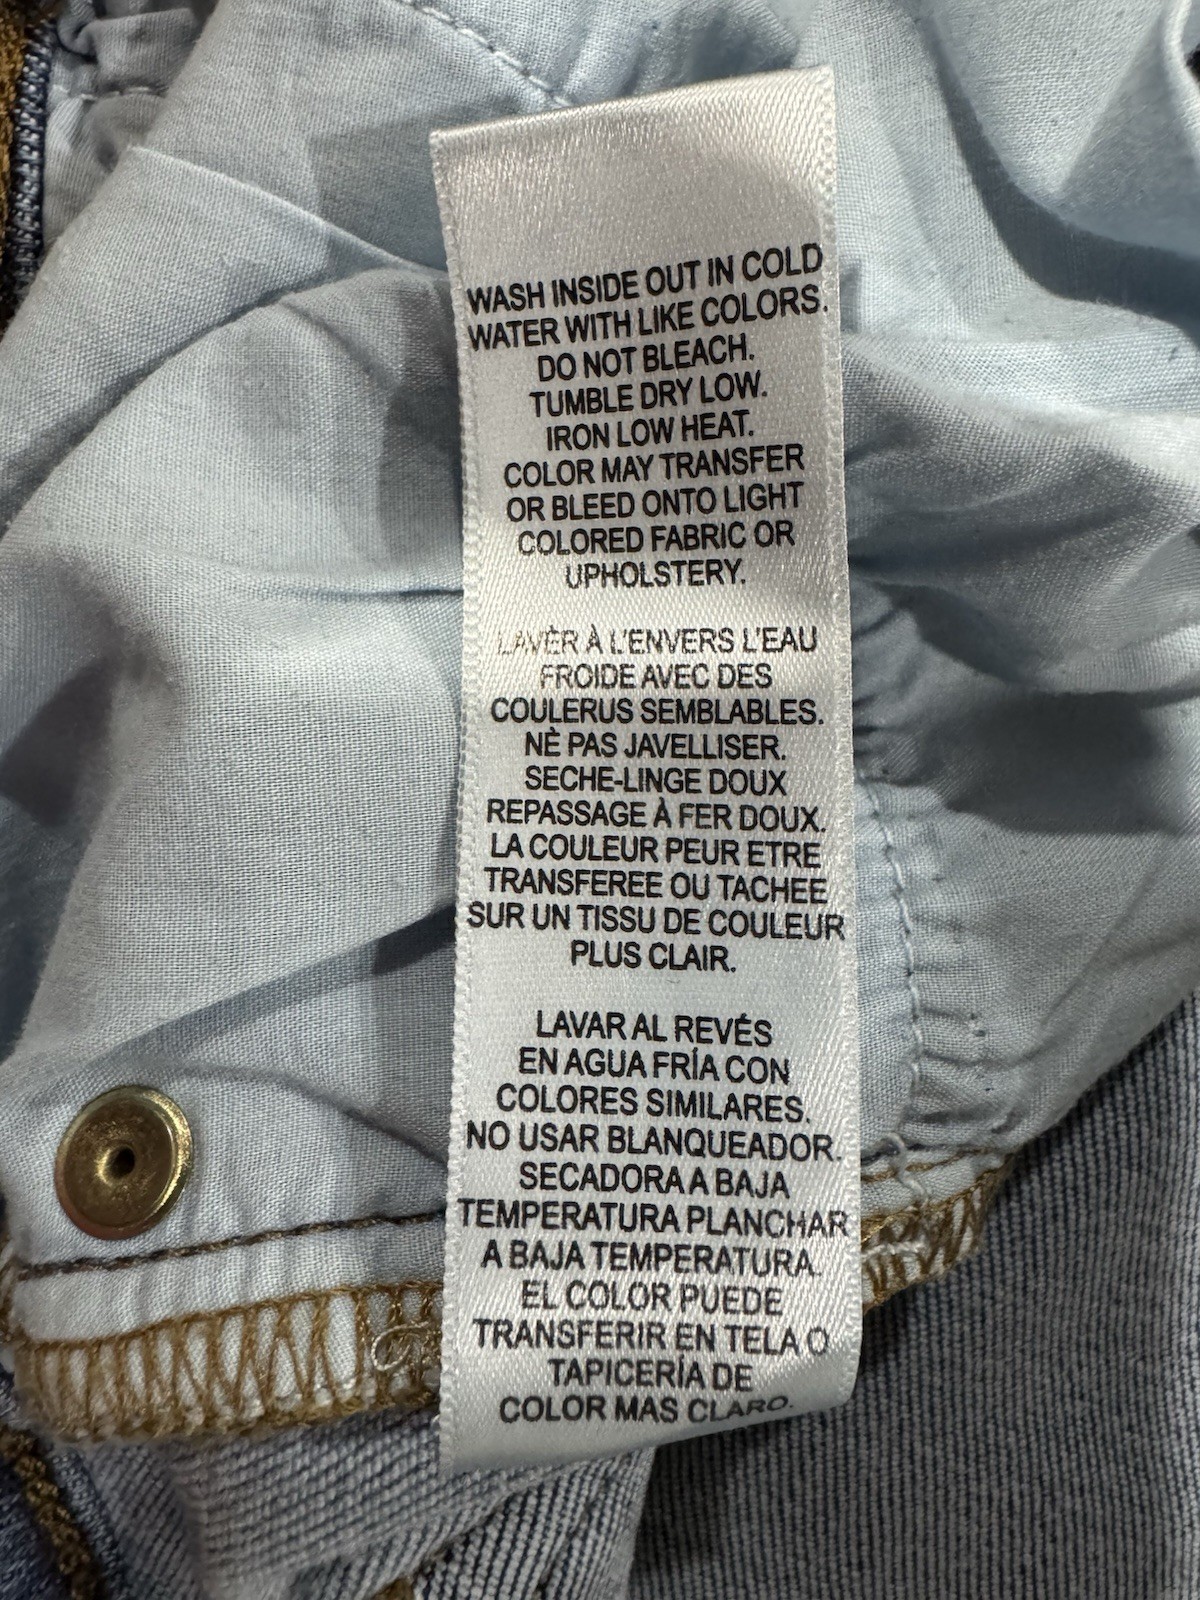 WASH INSIDE OUT IN COLD
WATER WITH LIKE COLORS.
DO NOT BLEACH.
TUMBLE DRY LOW.
IRON LOW HEAT.
COLOR MAY TRANSFER
OR BLEED ONTO LIGHT
COLORED FABRIC OR
UPHOLSTERY.
LAVÈR À L'ENVERS L'EAU
FROIDE AVEC DES
COULERUS SEMBLABLES.
NÈ PAS JAVELLISER.
SECHE-LINGE DOUX
REPASSAGE À FER DOUX.
LA COULEUR PEUR ETRE
TRANSFEREE OU TACHEE
SUR UN TISSU DE COULEUR
PLUS CLAIR.
LAVAR AL REVÉS
EN AGUA FRÍA CON
COLORES SIMILARES.
NO USAR BLANQUEADOR.
SECADORA A BAJA
TEMPERATURA PLANCHAR
A BAJA TEMPERATURA.
EL COLOR PUEDE
TRANSFERIR EN TELA O
TAPICERÍA DE
COLOR MAS CLARO.